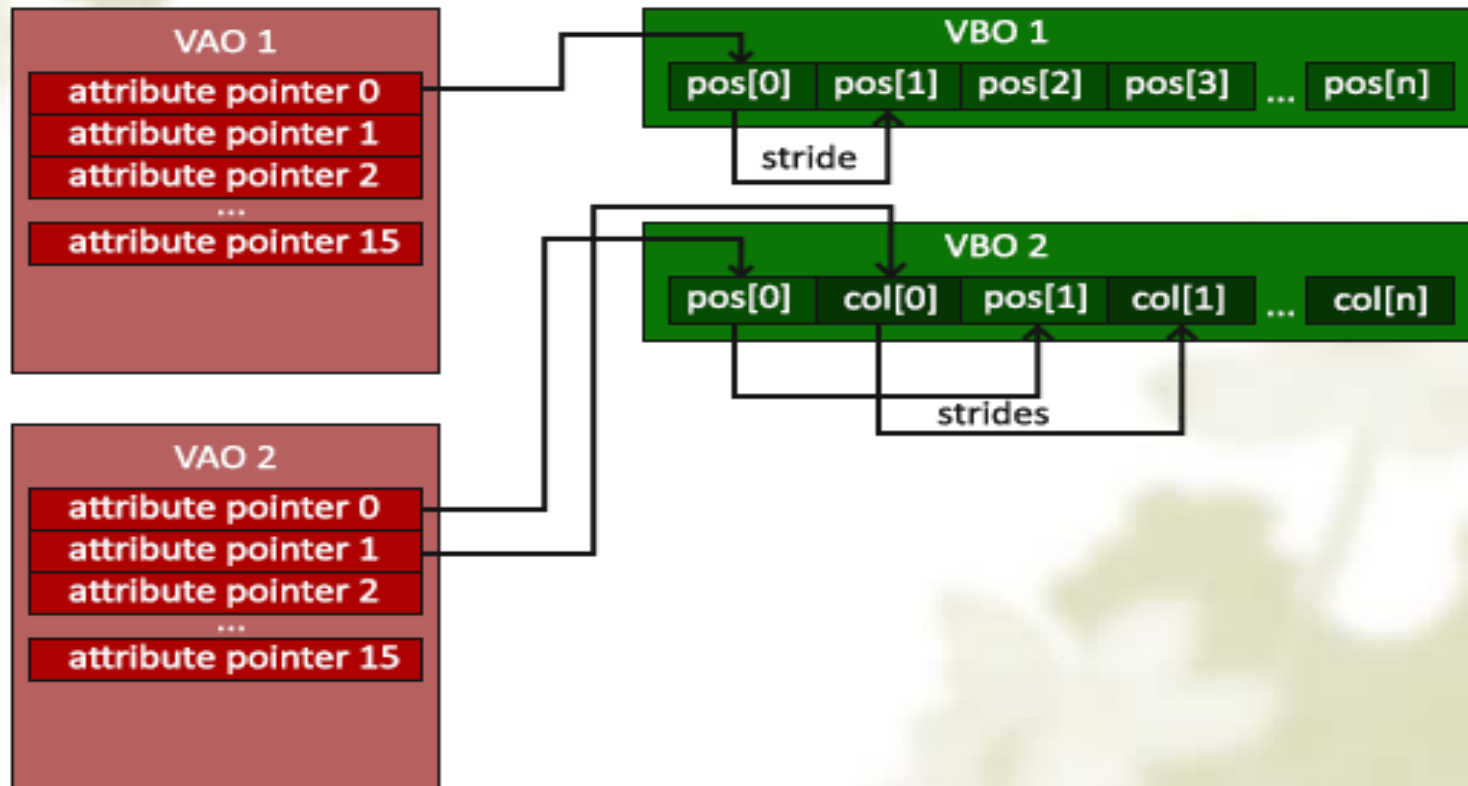 VAO 1
attribute pointer 0
attribute pointer 1
attribute pointer 2
...
attribute pointer 15
VBO 1
pos[0] pos[1] pos[2] pos[3] ... pos[n]
stride
VBO 2
pos[0] col[0] pos[1] col[1] ... col[n]
strides
VAO 2
attribute pointer 0
attribute pointer 1
attribute pointer 2
...
attribute pointer 15